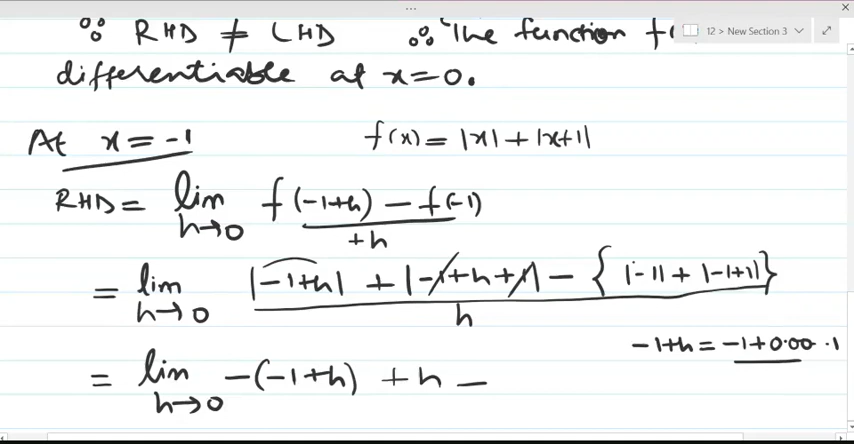 12 > New Section 3
∵ RHD ≠ LHD ∴ The function f
differentiable at x=0.
At x = -1 f(x) = |x| + |x+1|
RHD = lim h→0 f(-1+h) - f(-1) / +h
= lim h→0 |-1+h| + |-1+h+1| - { |-1| + |-1+1| } / h
-1+h = -1+0.00..1
= lim h→0 -(-1+h) + h -